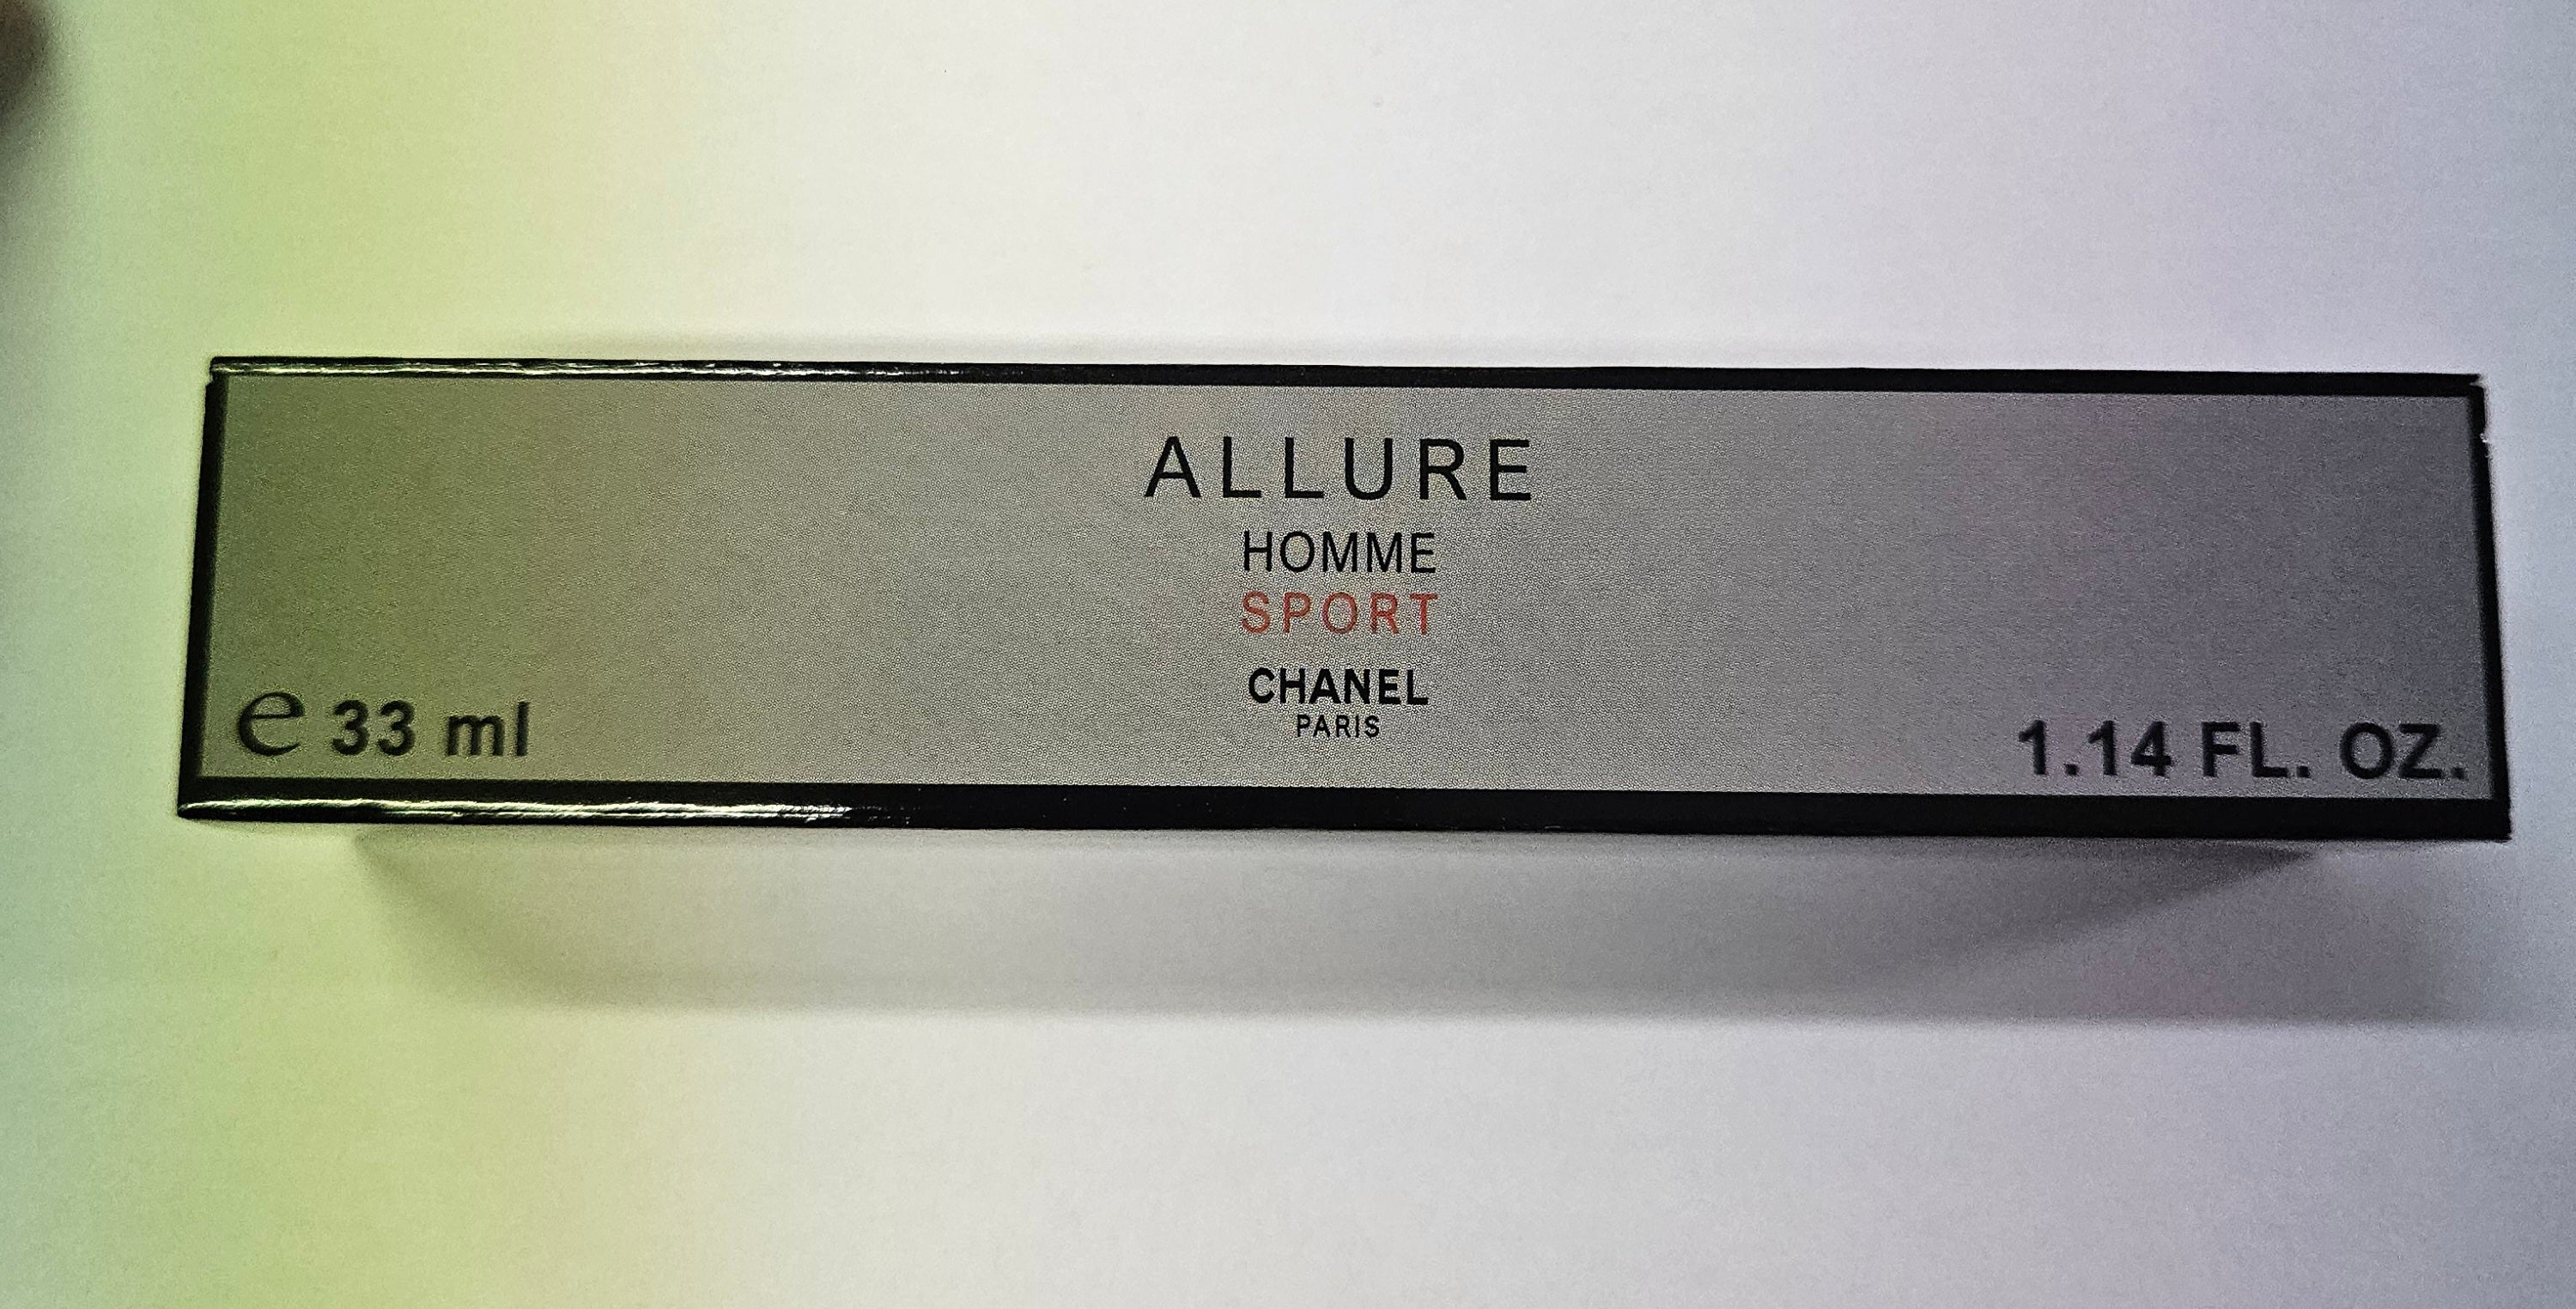 ALLURE
HOMME
SPORT
CHANEL
PARIS
e 33 ml
1.14 FL. OZ.